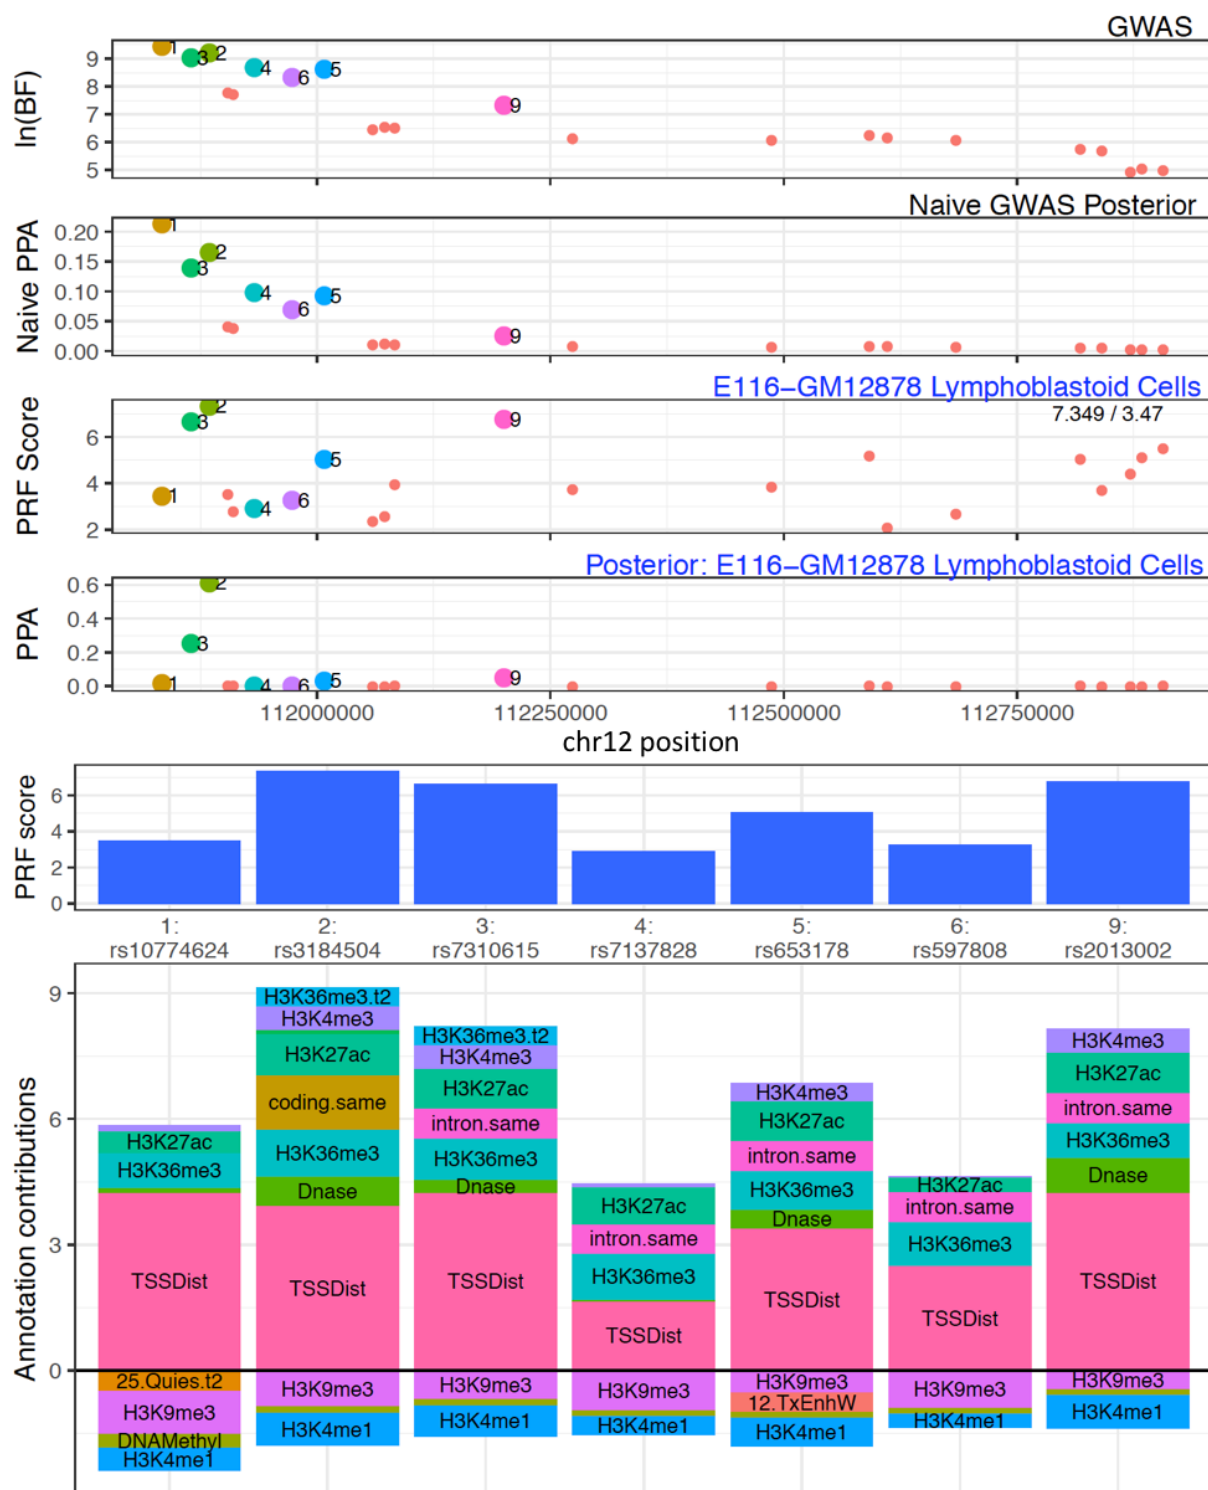 GWAS
ln(BF)
9
8
7
6
5
1
3
2
4
6
5
9
Naive GWAS Posterior
Naive PPA
0.20
0.15
0.10
0.05
0.00
1
2
3
4
6
5
9
E116−GM12878 Lymphoblastoid Cells
7.349 / 3.47
PRF Score
6
4
2
2
3
9
5
1
4
6
Posterior: E116−GM12878 Lymphoblastoid Cells
PPA
0.6
0.4
0.2
0.0
2
3
1
4
6
5
9
112000000 112250000 112500000 112750000
chr12 position
PRF score
6
4
2
0
1: 2: 3: 4: 5: 6: 9:
rs10774624 rs3184504 rs7310615 rs7137828 rs653178 rs597808 rs2013002
Annotation contributions
9
6
3
0
H3K27ac
H3K36me3
TSSDist
25.Quies.t2
H3K9me3
DNAMethyl
H3K4me1
H3K36me3.t2
H3K4me3
H3K27ac
coding.same
H3K36me3
Dnase
TSSDist
H3K9me3
H3K4me1
H3K36me3.t2
H3K4me3
H3K27ac
intron.same
H3K36me3
Dnase
TSSDist
H3K9me3
H3K4me1
H3K27ac
intron.same
H3K36me3
TSSDist
H3K9me3
H3K4me1
H3K4me3
H3K27ac
intron.same
H3K36me3
Dnase
TSSDist
H3K9me3
12.TxEnhW
H3K4me1
H3K27ac
intron.same
H3K36me3
TSSDist
H3K9me3
H3K4me1
H3K4me3
H3K27ac
intron.same
H3K36me3
Dnase
TSSDist
H3K9me3
H3K4me1